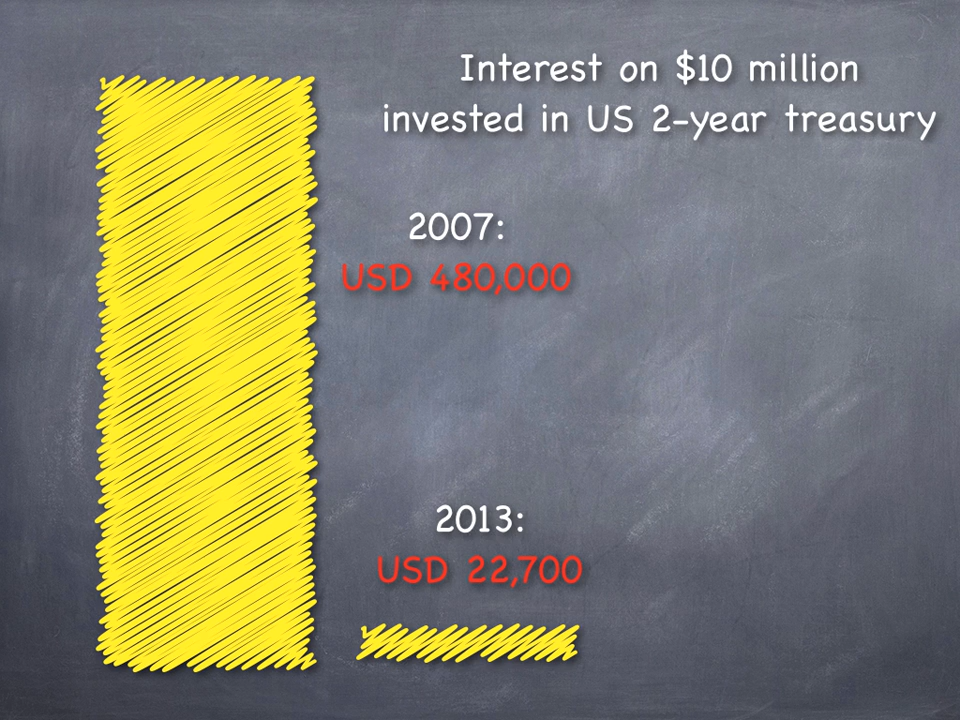 Interest on $10 million
invested in US 2-year treasury
2007:
USD 480,000
2013:
USD 22,700